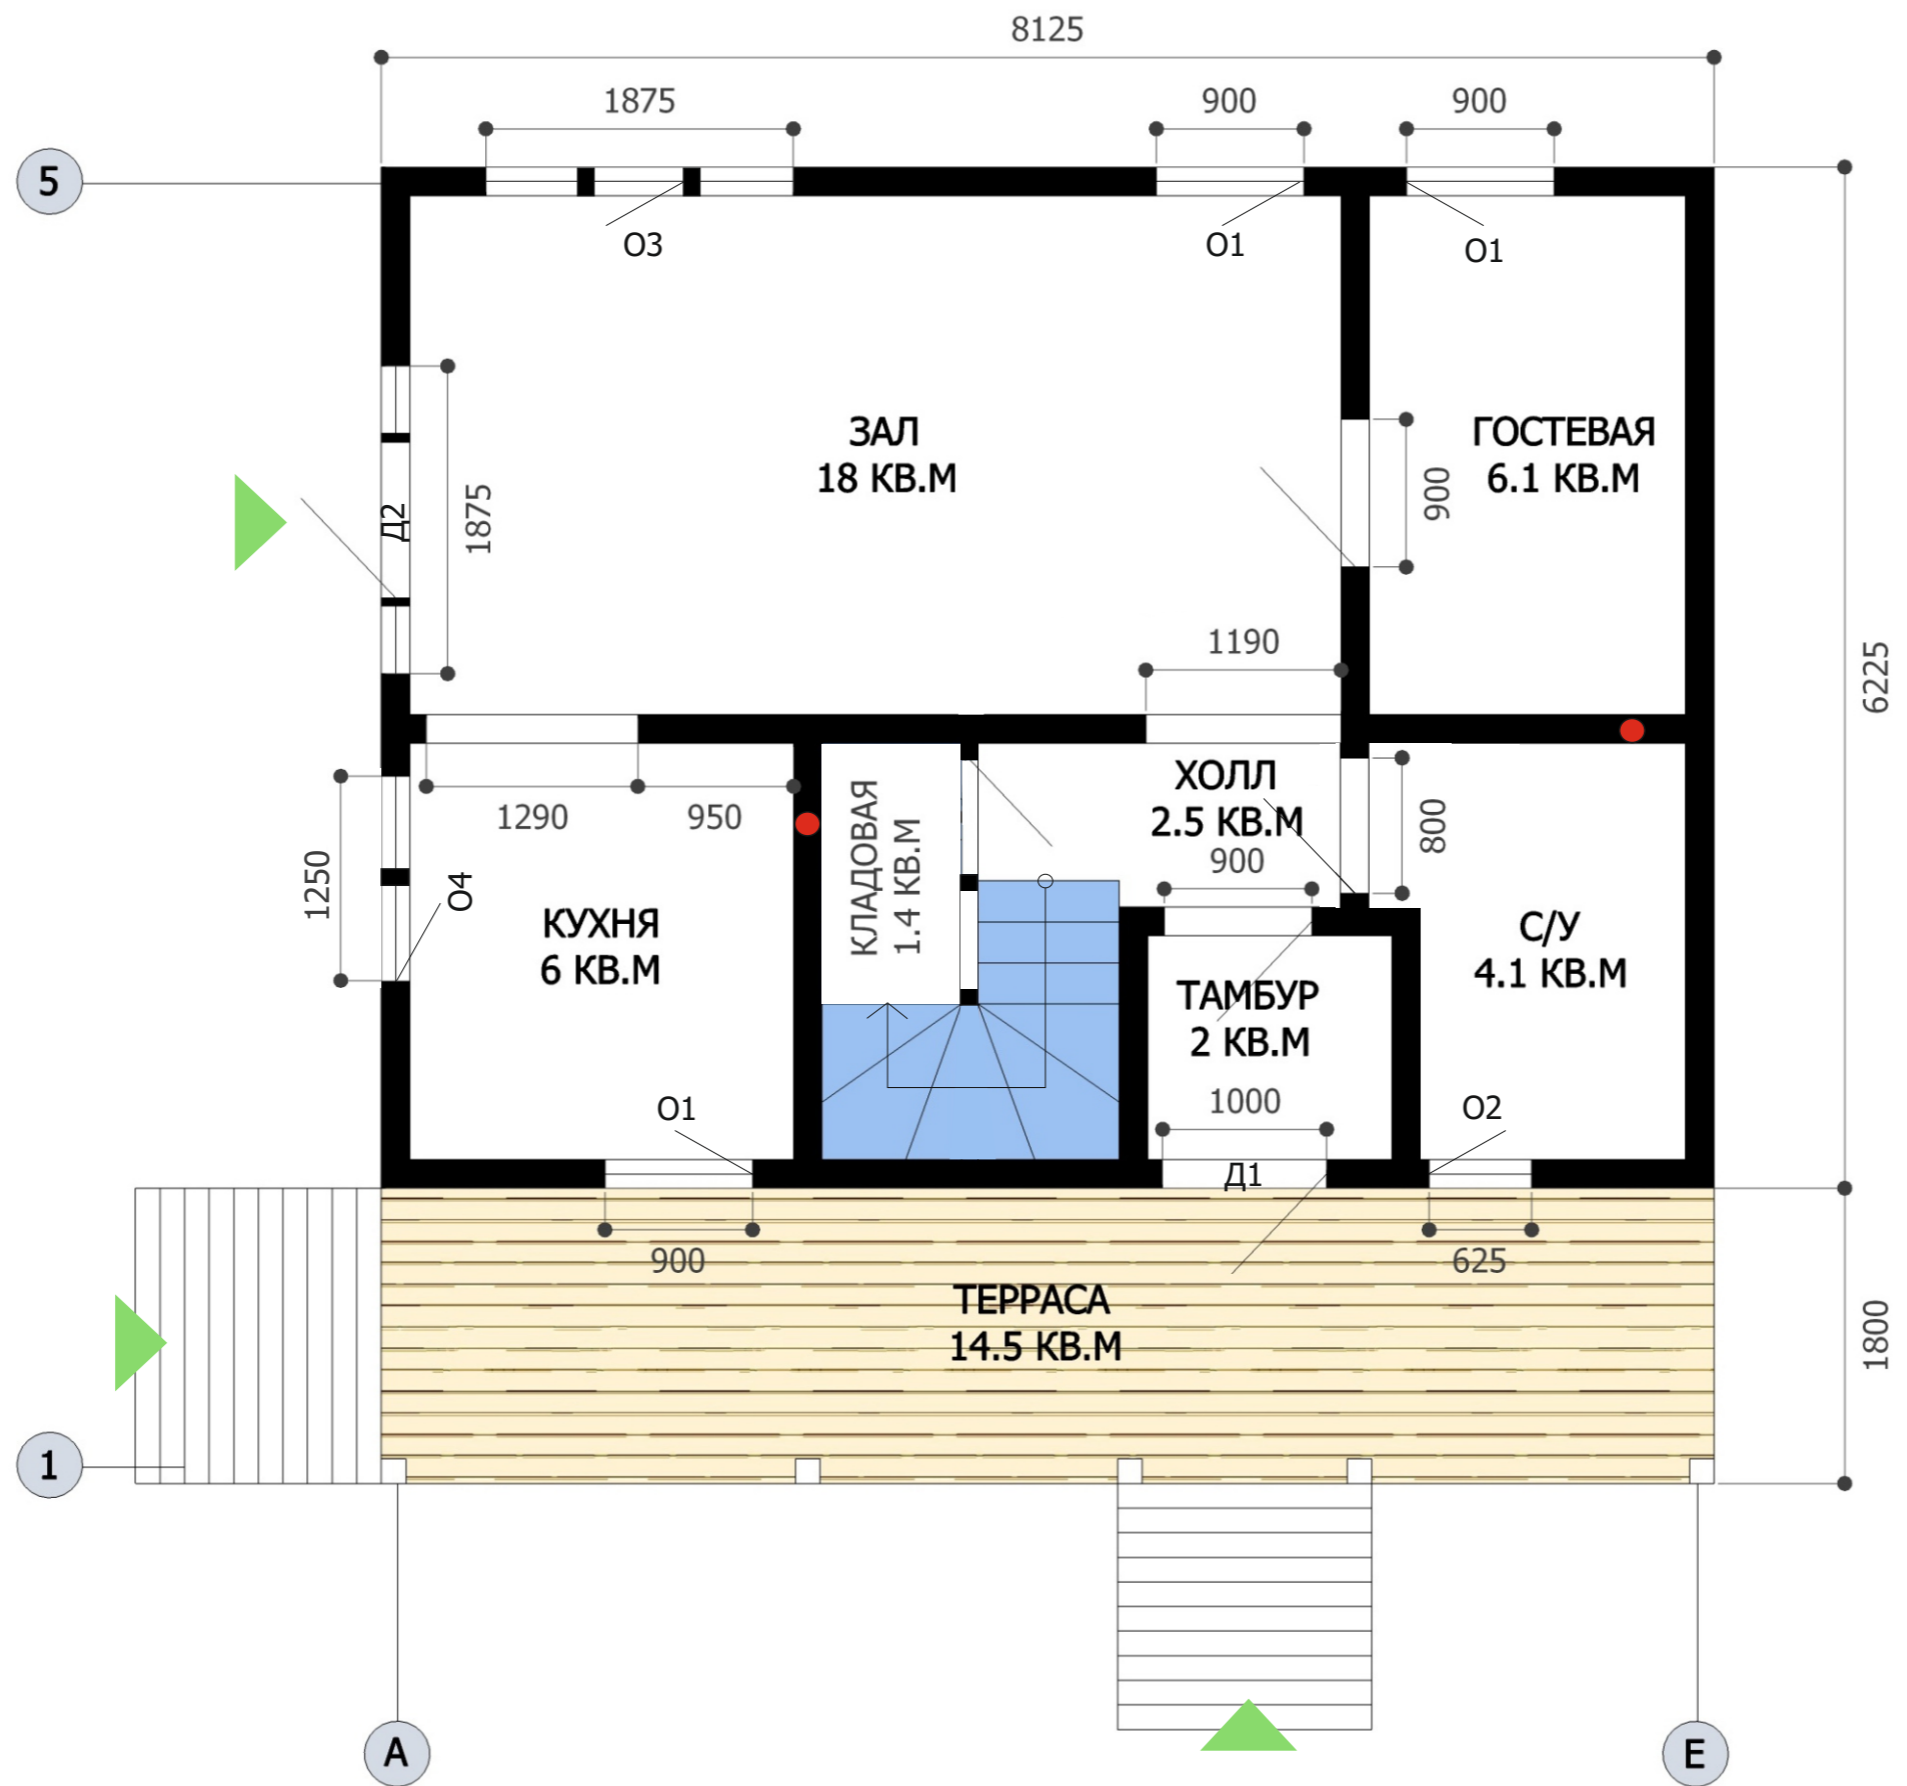 8125
1875
900
900
5
О3
О1
О1
ЗАЛ
18 КВ.М
ГОСТЕВАЯ
6.1 КВ.М
Д2
1875
900
1190
6225
1290
950
КЛАДОВАЯ
1.4 КВ.М
ХОЛЛ
2.5 КВ.М
900
800
1250
О4
КУХНЯ
6 КВ.М
С/У
4.1 КВ.М
ТАМБУР
2 КВ.М
1000
О1
О2
Д1
900
625
ТЕРРАСА
14.5 КВ.М
1800
1
А
Е